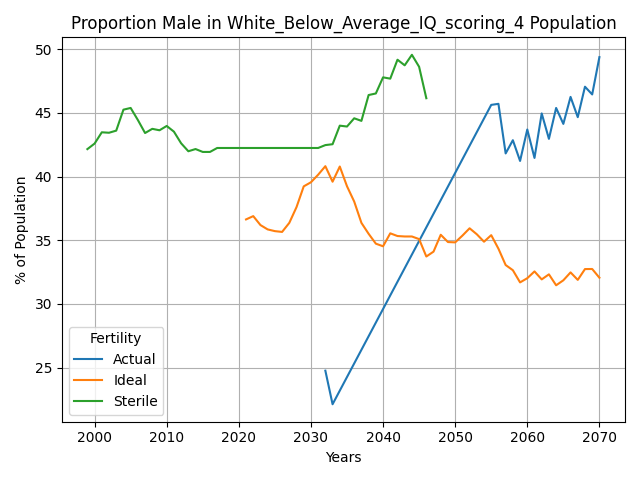 Proportion Male in White_Below_Average_IQ_scoring_4 Population
50
45
40
35
30
25
% of Population
Fertility
Actual
Ideal
Sterile
2000 2010 2020 2030 2040 2050 2060 2070
Years